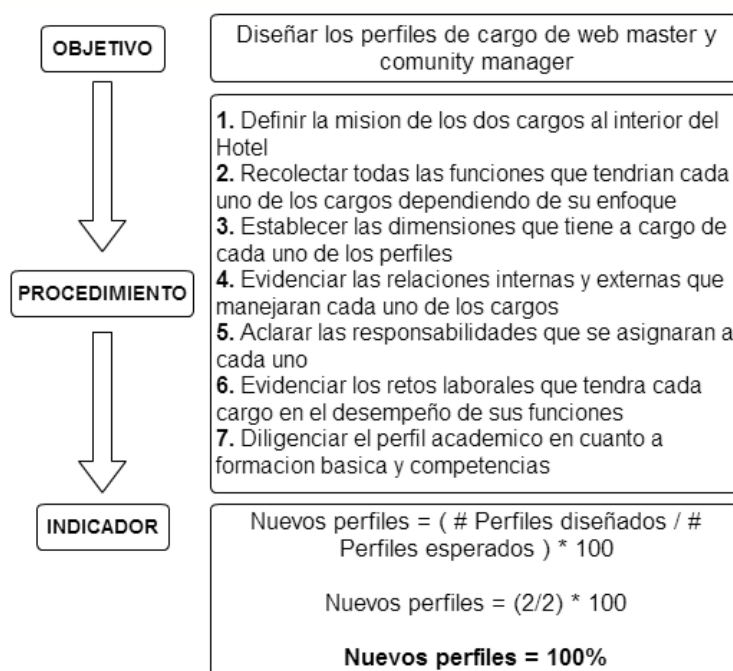 OBJETIVO
Diseñar los perfiles de cargo de web master y
comunity manager
PROCEDIMIENTO
1. Definir la mision de los dos cargos al interior del
Hotel
2. Recolectar todas las funciones que tendrian cada
uno de los cargos dependiendo de su enfoque
3. Establecer las dimensiones que tiene a cargo de
cada uno de los perfiles
4. Evidenciar las relaciones internas y externas que
manejaran cada uno de los cargos
5. Aclarar las responsabilidades que se asignaran a
cada uno
6. Evidenciar los retos laborales que tendra cada
cargo en el desempeño de sus funciones
7. Diligenciar el perfil academico en cuanto a
formacion basica y competencias
INDICADOR
Nuevos perfiles = ( # Perfiles diseñados / #
Perfiles esperados ) * 100
Nuevos perfiles = (2/2) * 100
Nuevos perfiles = 100%